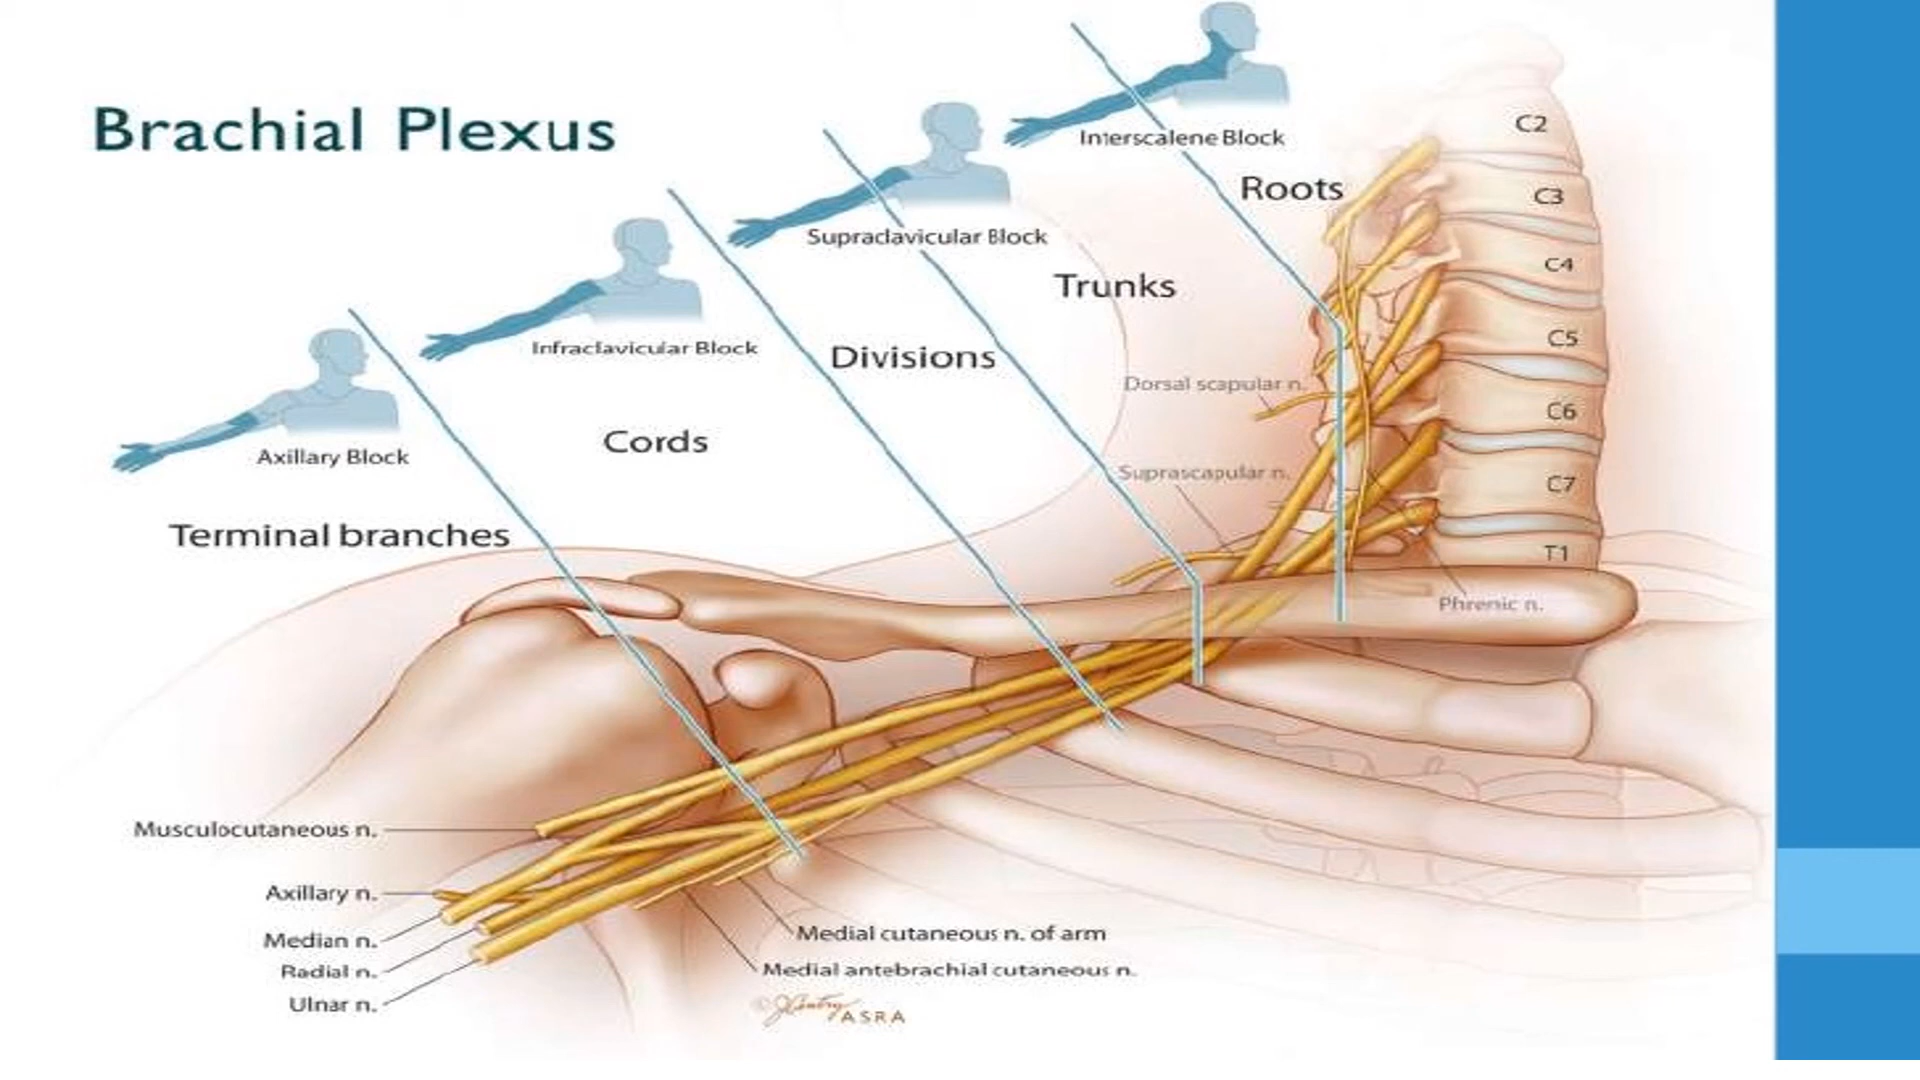 Brachial Plexus
Interscalene Block
Supraclavicular Block
Infraclavicular Block
Axillary Block
Roots
Trunks
Divisions
Cords
Terminal branches
C2
C3
C4
C5
C6
C7
T1
Dorsal scapular n.
Suprascapular n.
Phrenic n.
Musculocutaneous n.
Axillary n.
Median n.
Radial n.
Ulnar n.
Medial cutaneous n. of arm
Medial antebrachial cutaneous n.
ASRA